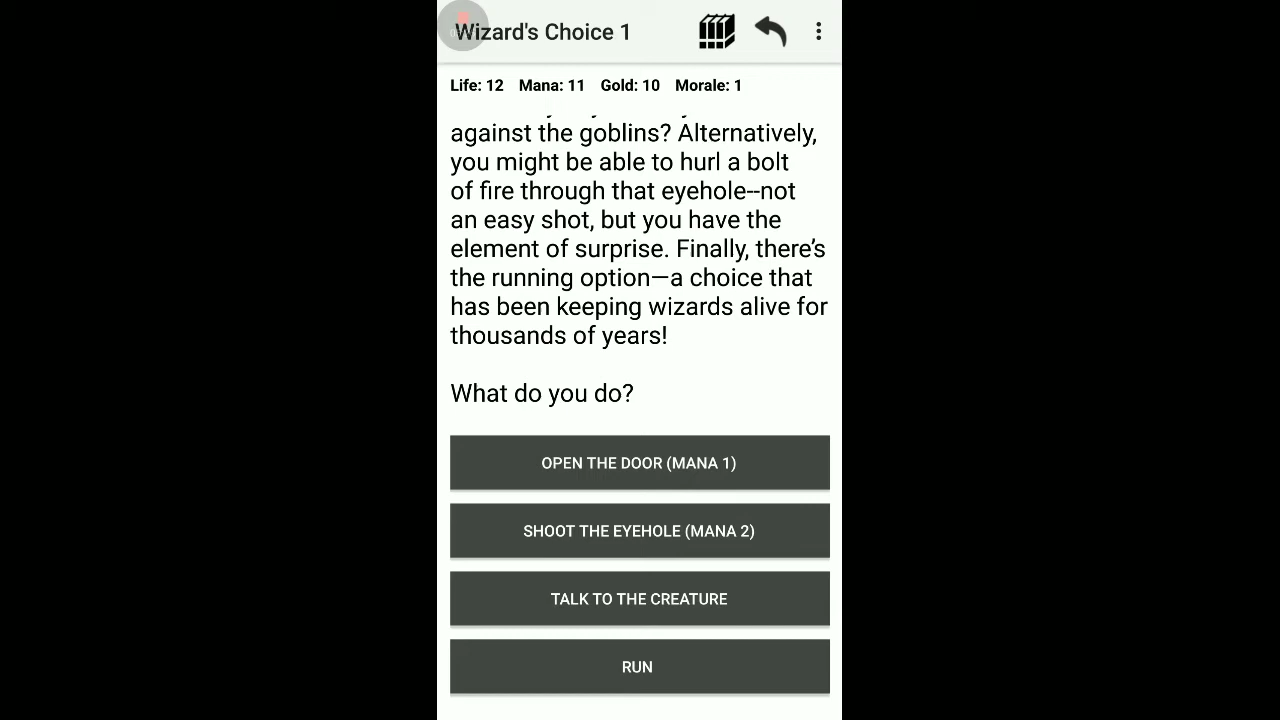 Wizard's Choice 1
Life: 12 Mana: 11 Gold: 10 Morale: 1
against the goblins? Alternatively,
you might be able to hurl a bolt
of fire through that eyehole--not
an easy shot, but you have the
element of surprise. Finally, there’s
the running option—a choice that
has been keeping wizards alive for
thousands of years!
What do you do?
OPEN THE DOOR (MANA 1)
SHOOT THE EYEHOLE (MANA 2)
TALK TO THE CREATURE
RUN